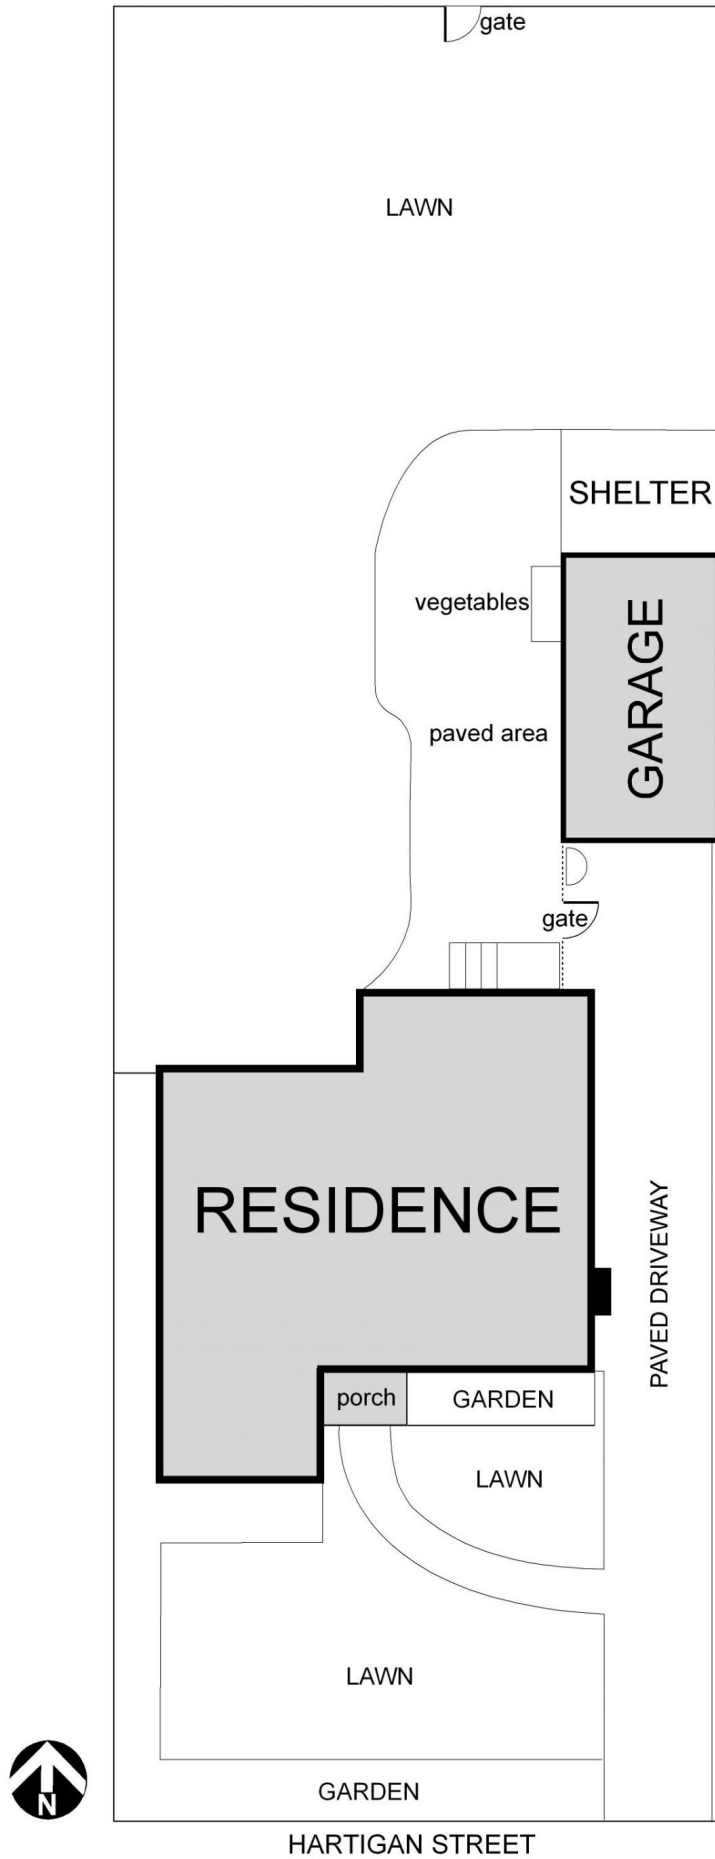 gate
LAWN
SHELTER
vegetables
GARAGE
paved area
gate
RESIDENCE
PAVED DRIVEWAY
porch
GARDEN
LAWN
LAWN
GARDEN
N
HARTIGAN STREET